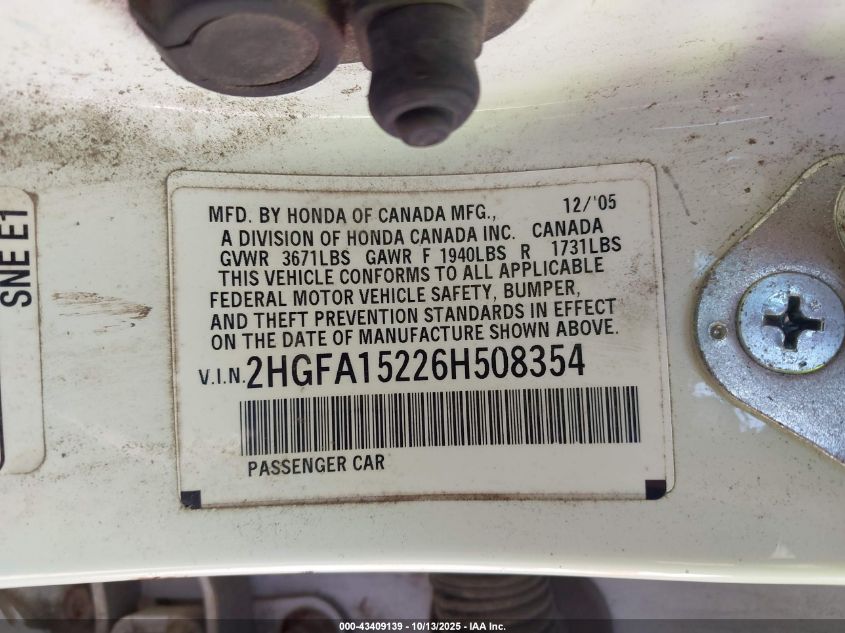 SNE E1
MFD. BY HONDA OF CANADA MFG., 12/'05
A DIVISION OF HONDA CANADA INC. CANADA
GVWR 3671LBS GAWR F 1940LBS R 1731LBS
THIS VEHICLE CONFORMS TO ALL APPLICABLE
FEDERAL MOTOR VEHICLE SAFETY, BUMPER,
AND THEFT PREVENTION STANDARDS IN EFFECT
ON THE DATE OF MANUFACTURE SHOWN ABOVE.
V.I.N. 2HGFA15226H508354
PASSENGER CAR
000-43409139 - 10/13/2025 - IAA Inc.